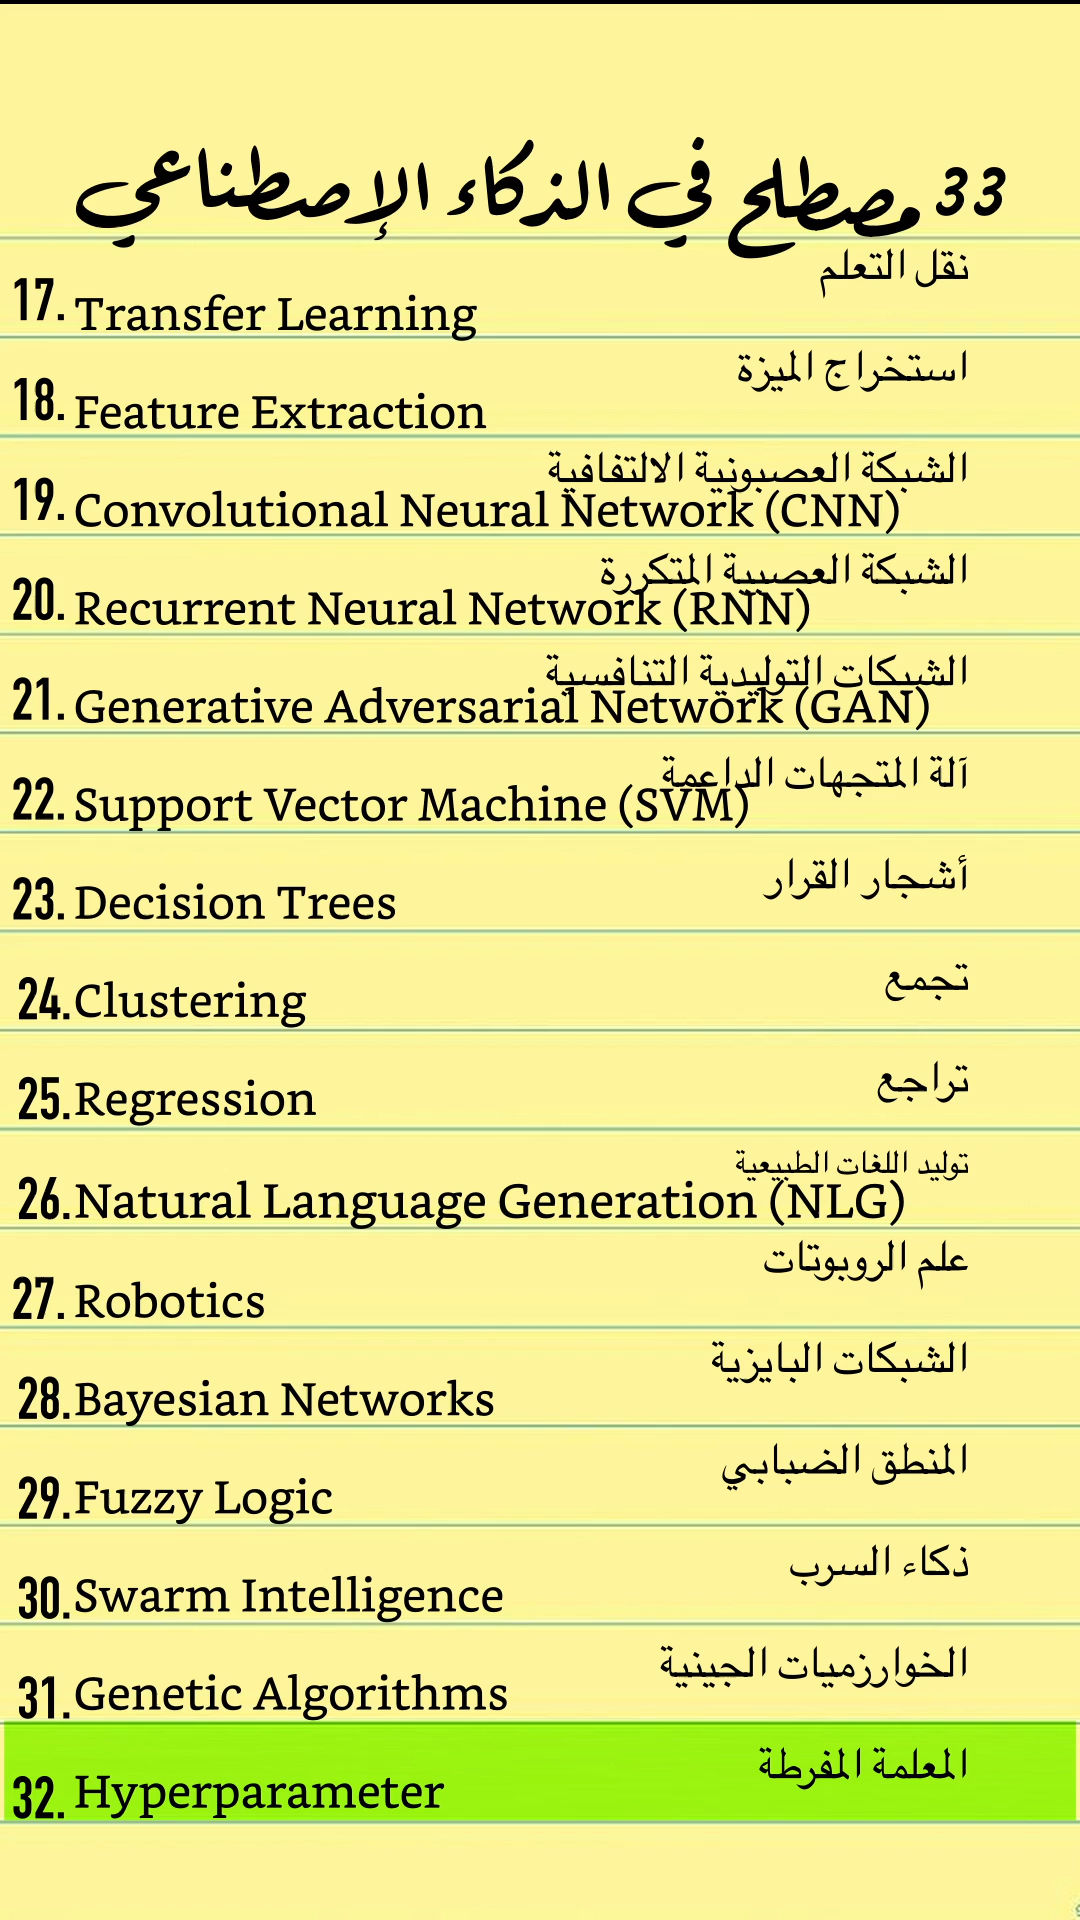 33 مصطلح في الذكاء الإصطناعي
نقل التعلم
17. Transfer Learning
استخراج الميزة
18. Feature Extraction
الشبكة العصبونية الالتفافية
19. Convolutional Neural Network (CNN)
الشبكة العصبية المتكررة
20. Recurrent Neural Network (RNN)
الشبكات التوليدية التنافسية
21. Generative Adversarial Network (GAN)
آلة المتجهات الداعمة
22. Support Vector Machine (SVM)
أشجار القرار
23. Decision Trees
تجمع
24. Clustering
تراجع
25. Regression
توليد اللغات الطبيعية
26. Natural Language Generation (NLG)
علم الروبوتات
27. Robotics
الشبكات البايزية
28. Bayesian Networks
المنطق الضبابي
29. Fuzzy Logic
ذكاء السرب
30. Swarm Intelligence
الخوارزميات الجينية
31. Genetic Algorithms
المعلمة المفرطة
32. Hyperparameter